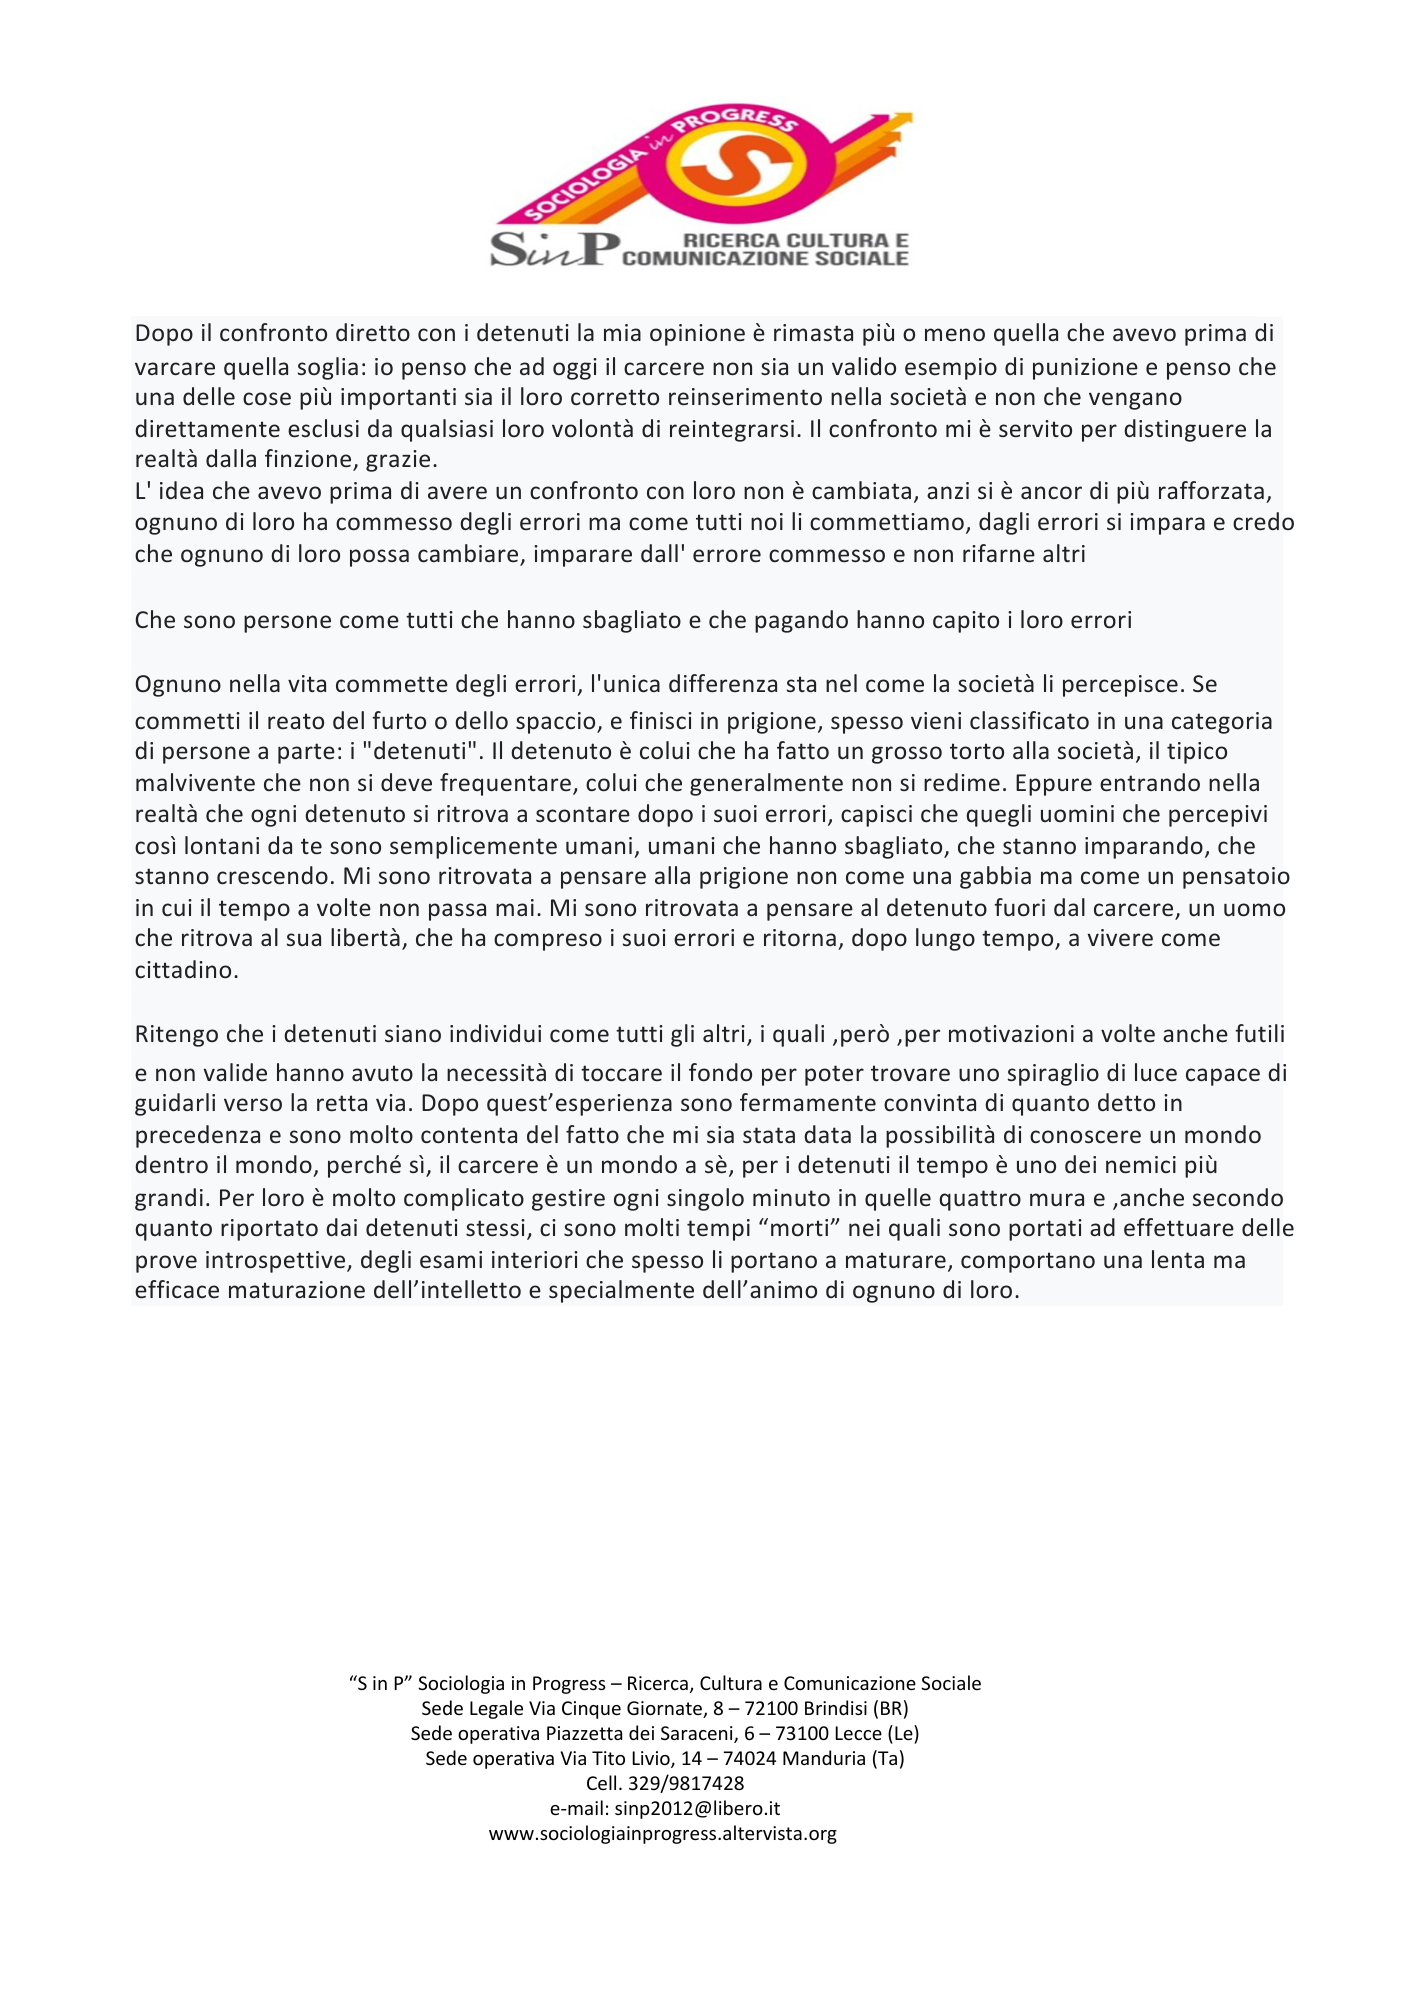 SOCIOLOGIA in PROGRESS
S
SinP RICERCA CULTURA E
COMUNICAZIONE SOCIALE
Dopo il confronto diretto con i detenuti la mia opinione è rimasta più o meno quella che avevo prima di
varcare quella soglia: io penso che ad oggi il carcere non sia un valido esempio di punizione e penso che
una delle cose più importanti sia il loro corretto reinserimento nella società e non che vengano
direttamente esclusi da qualsiasi loro volontà di reintegrarsi. Il confronto mi è servito per distinguere la
realtà dalla finzione, grazie.
L' idea che avevo prima di avere un confronto con loro non è cambiata, anzi si è ancor di più rafforzata,
ognuno di loro ha commesso degli errori ma come tutti noi li commettiamo, dagli errori si impara e credo
che ognuno di loro possa cambiare, imparare dall' errore commesso e non rifarne altri
Che sono persone come tutti che hanno sbagliato e che pagando hanno capito i loro errori
Ognuno nella vita commette degli errori, l'unica differenza sta nel come la società li percepisce. Se
commetti il reato del furto o dello spaccio, e finisci in prigione, spesso vieni classificato in una categoria
di persone a parte: i "detenuti". Il detenuto è colui che ha fatto un grosso torto alla società, il tipico
malvivente che non si deve frequentare, colui che generalmente non si redime. Eppure entrando nella
realtà che ogni detenuto si ritrova a scontare dopo i suoi errori, capisci che quegli uomini che percepivi
così lontani da te sono semplicemente umani, umani che hanno sbagliato, che stanno imparando, che
stanno crescendo. Mi sono ritrovata a pensare alla prigione non come una gabbia ma come un pensatoio
in cui il tempo a volte non passa mai. Mi sono ritrovata a pensare al detenuto fuori dal carcere, un uomo
che ritrova al sua libertà, che ha compreso i suoi errori e ritorna, dopo lungo tempo, a vivere come
cittadino.
Ritengo che i detenuti siano individui come tutti gli altri, i quali ,però ,per motivazioni a volte anche futili
e non valide hanno avuto la necessità di toccare il fondo per poter trovare uno spiraglio di luce capace di
guidarli verso la retta via. Dopo quest’esperienza sono fermamente convinta di quanto detto in
precedenza e sono molto contenta del fatto che mi sia stata data la possibilità di conoscere un mondo
dentro il mondo, perché sì, il carcere è un mondo a sè, per i detenuti il tempo è uno dei nemici più
grandi. Per loro è molto complicato gestire ogni singolo minuto in quelle quattro mura e ,anche secondo
quanto riportato dai detenuti stessi, ci sono molti tempi “morti” nei quali sono portati ad effettuare delle
prove introspettive, degli esami interiori che spesso li portano a maturare, comportano una lenta ma
efficace maturazione dell’intelletto e specialmente dell’animo di ognuno di loro.
“S in P” Sociologia in Progress – Ricerca, Cultura e Comunicazione Sociale
Sede Legale Via Cinque Giornate, 8 – 72100 Brindisi (BR)
Sede operativa Piazzetta dei Saraceni, 6 – 73100 Lecce (Le)
Sede operativa Via Tito Livio, 14 – 74024 Manduria (Ta)
Cell. 329/9817428
e-mail: sinp2012@libero.it
www.sociologiainprogress.altervista.org